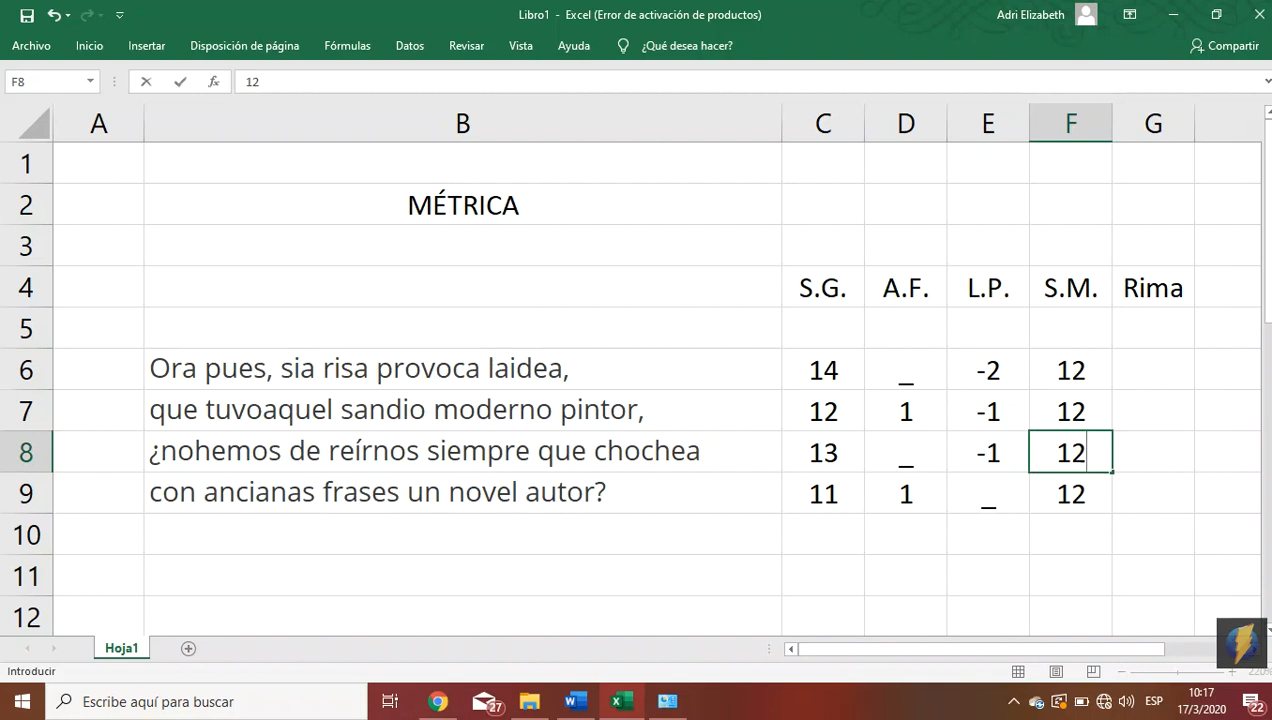 Libro1 - Excel (Error de activación de productos)
Adri Elizabeth
Archivo Inicio Insertar Disposición de página Fórmulas Datos Revisar Vista Ayuda ¿Qué desea hacer? Compartir
F8 fx 12
A B C D E F G
1
2 MÉTRICA
3
4 S.G. A.F. L.P. S.M. Rima
5
6 Ora pues, sia risa provoca laidea, 14 _ -2 12
7 que tuvoaquel sandio moderno pintor, 12 1 -1 12
8 ¿nohemos de reírnos siempre que chochea 13 _ -1 12
9 con ancianas frases un novel autor? 11 1 _ 12
10
11
12
Hoja1
Introducir 220%
Escribe aquí para buscar 27 ESP 10:17
17/3/2020 22